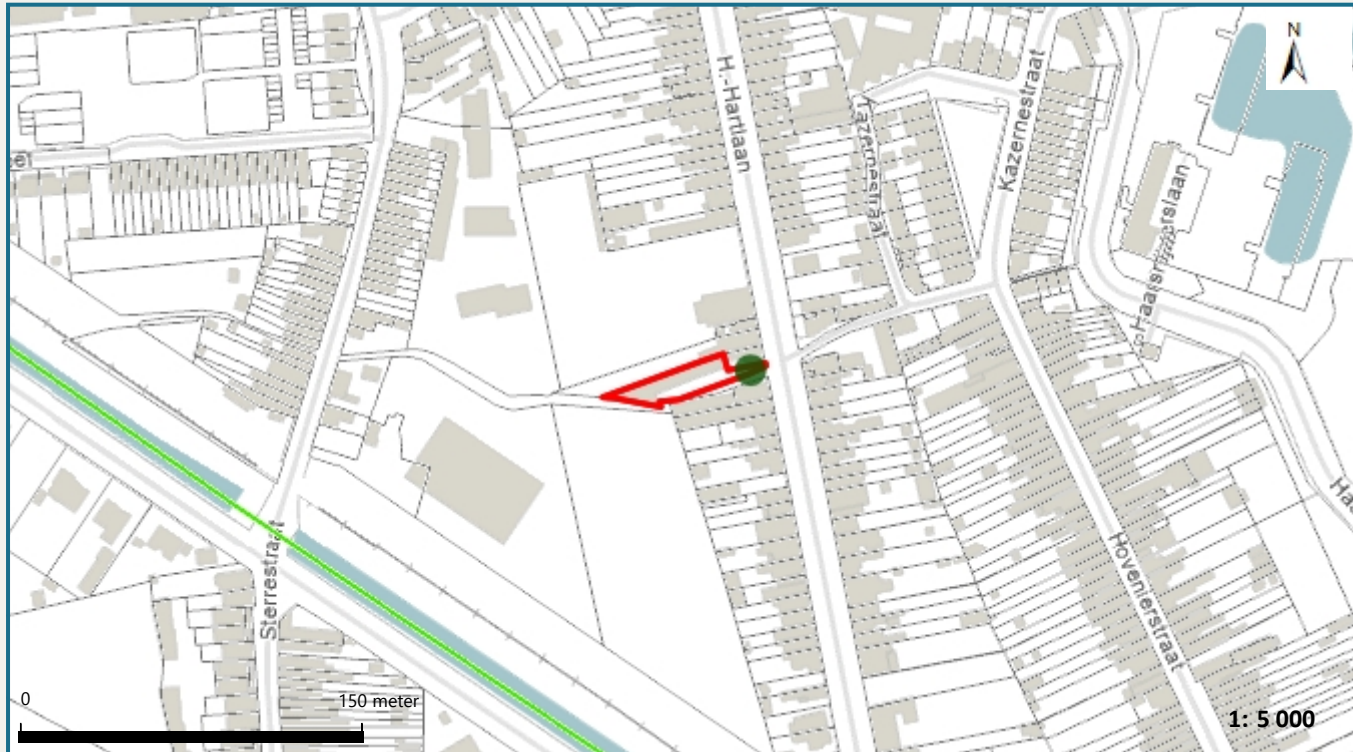 N
H.-Hartlaan
Kazernestraat
Kazernestraat
Sterrestraat
Hovenierstraat
0
150 meter
1: 5 000